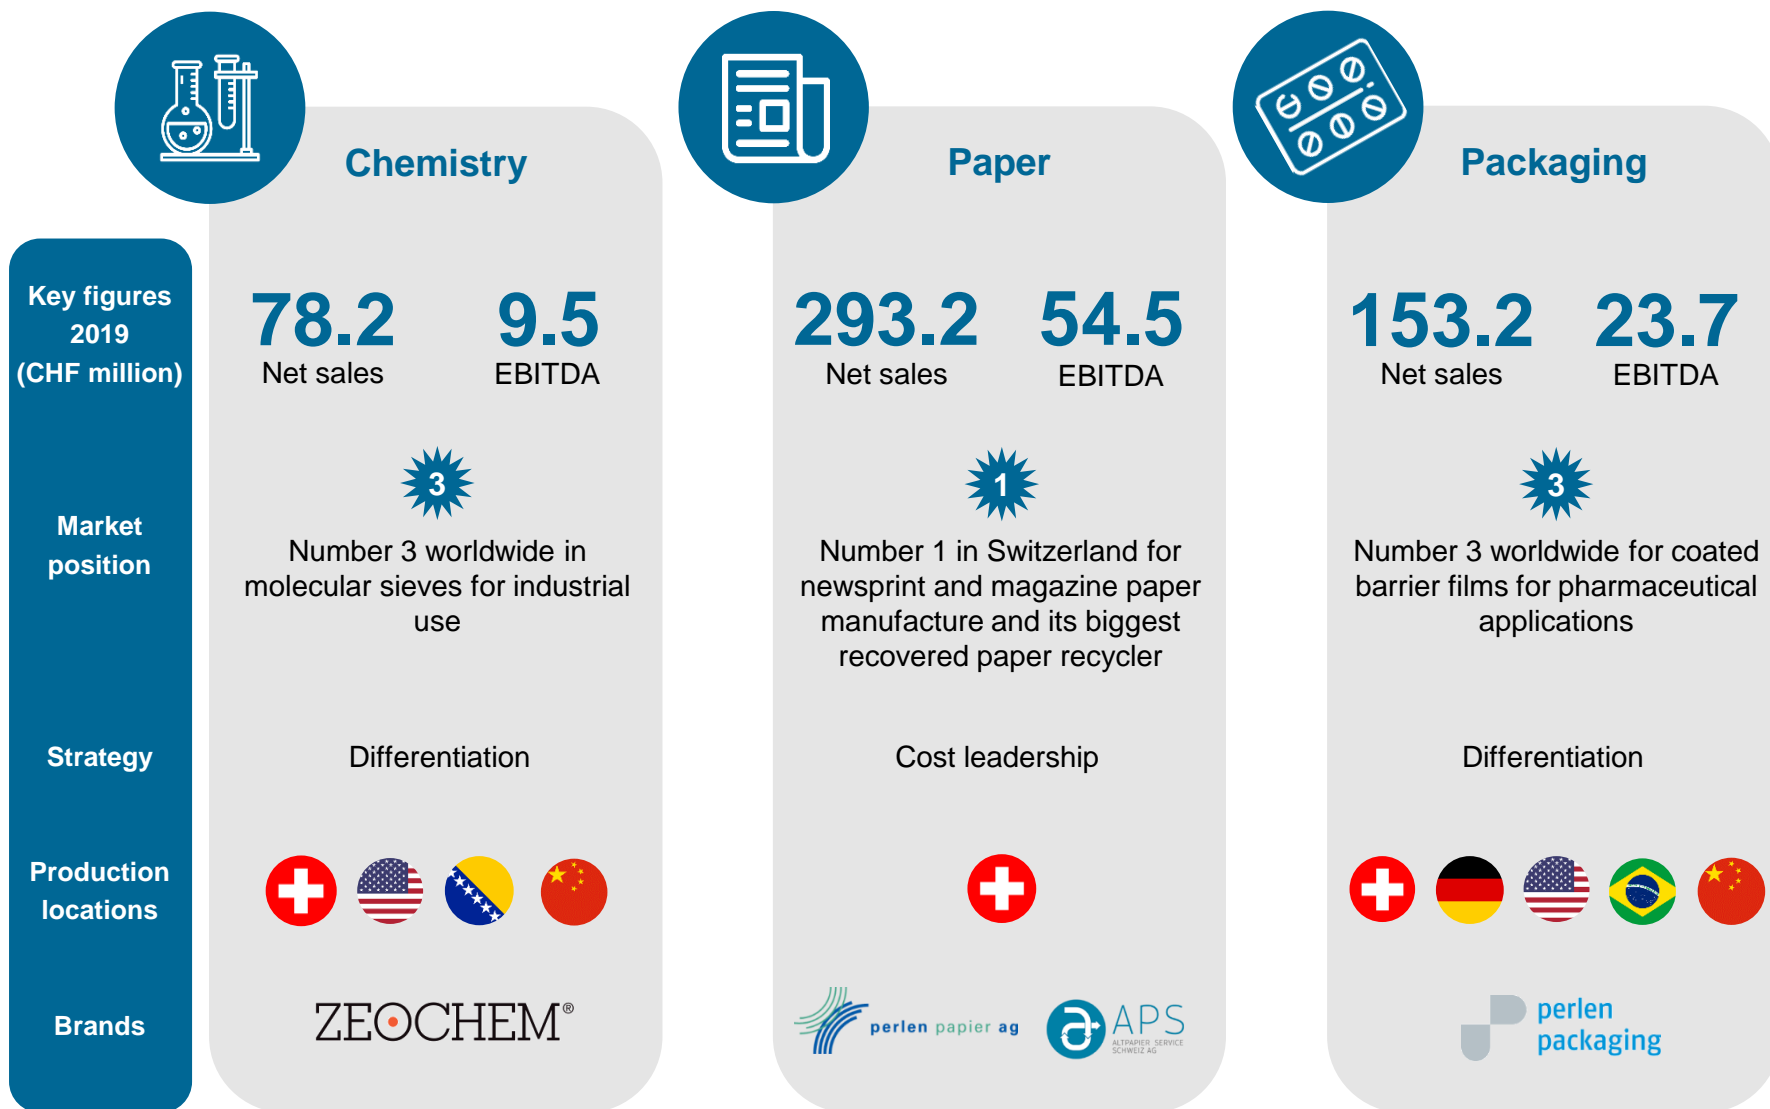 Chemistry
Paper
Packaging
Key figures
2019
(CHF million)
78.2
Net sales
9.5
EBITDA
293.2
Net sales
54.5
EBITDA
153.2
Net sales
23.7
EBITDA
Market
position
3
Number 3 worldwide in
molecular sieves for industrial
use
1
Number 1 in Switzerland for
newsprint and magazine paper
manufacture and its biggest
recovered paper recycler
3
Number 3 worldwide for coated
barrier films for pharmaceutical
applications
Strategy
Differentiation
Cost leadership
Differentiation
Production
locations
Brands
ZEOCHEM®
perlen papier ag
APS
ALTPAPIER SERVICE
SCHWEIZ AG
perlen
packaging